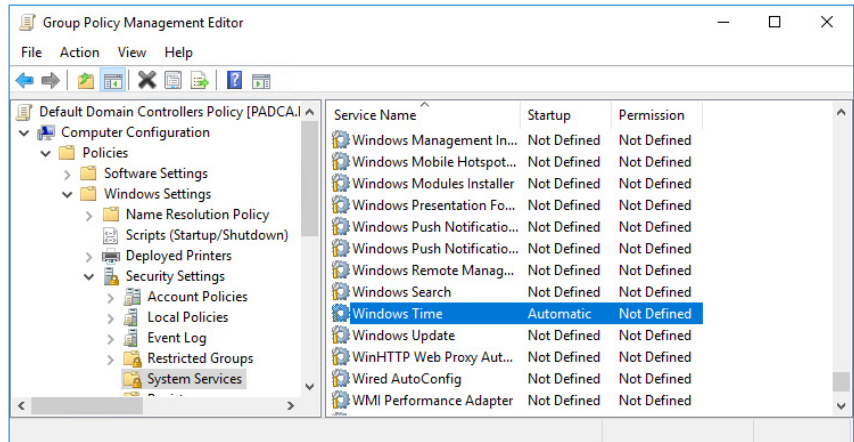 Group Policy Management Editor
File Action View Help
Default Domain Controllers Policy [PADCA.
Computer Configuration
Policies
Software Settings
Windows Settings
Name Resolution Policy
Scripts (Startup/Shutdown)
Deployed Printers
Security Settings
Account Policies
Local Policies
Event Log
Restricted Groups
System Services
Service Name Startup Permission
Windows Management In... Not Defined Not Defined
Windows Mobile Hotspot... Not Defined Not Defined
Windows Modules Installer Not Defined Not Defined
Windows Presentation Fo... Not Defined Not Defined
Windows Push Notificatio... Not Defined Not Defined
Windows Push Notificatio... Not Defined Not Defined
Windows Remote Manag... Not Defined Not Defined
Windows Search Not Defined Not Defined
Windows Time Automatic Not Defined
Windows Update Not Defined Not Defined
WinHTTP Web Proxy Aut... Not Defined Not Defined
Wired AutoConfig Not Defined Not Defined
WMI Performance Adapter Not Defined Not Defined